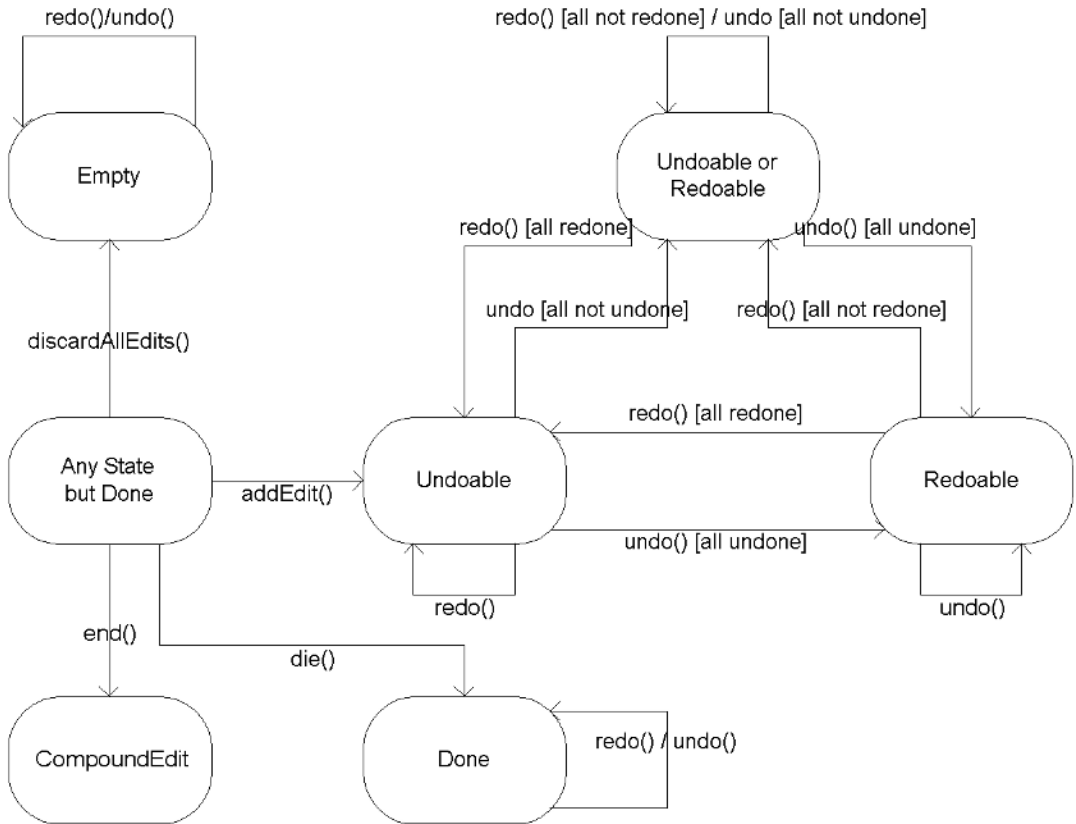 redo()/undo()
redo() [all not redone] / undo [all not undone]
Empty
Undoable or
Redoable
redo() [all redone]
undo() [all undone]
undo [all not undone]
redo() [all not redone]
discardAllEdits()
redo() [all redone]
Any State
but Done
addEdit()
Undoable
Redoable
undo() [all undone]
redo()
undo()
end()
die()
CompoundEdit
Done
redo() / undo()